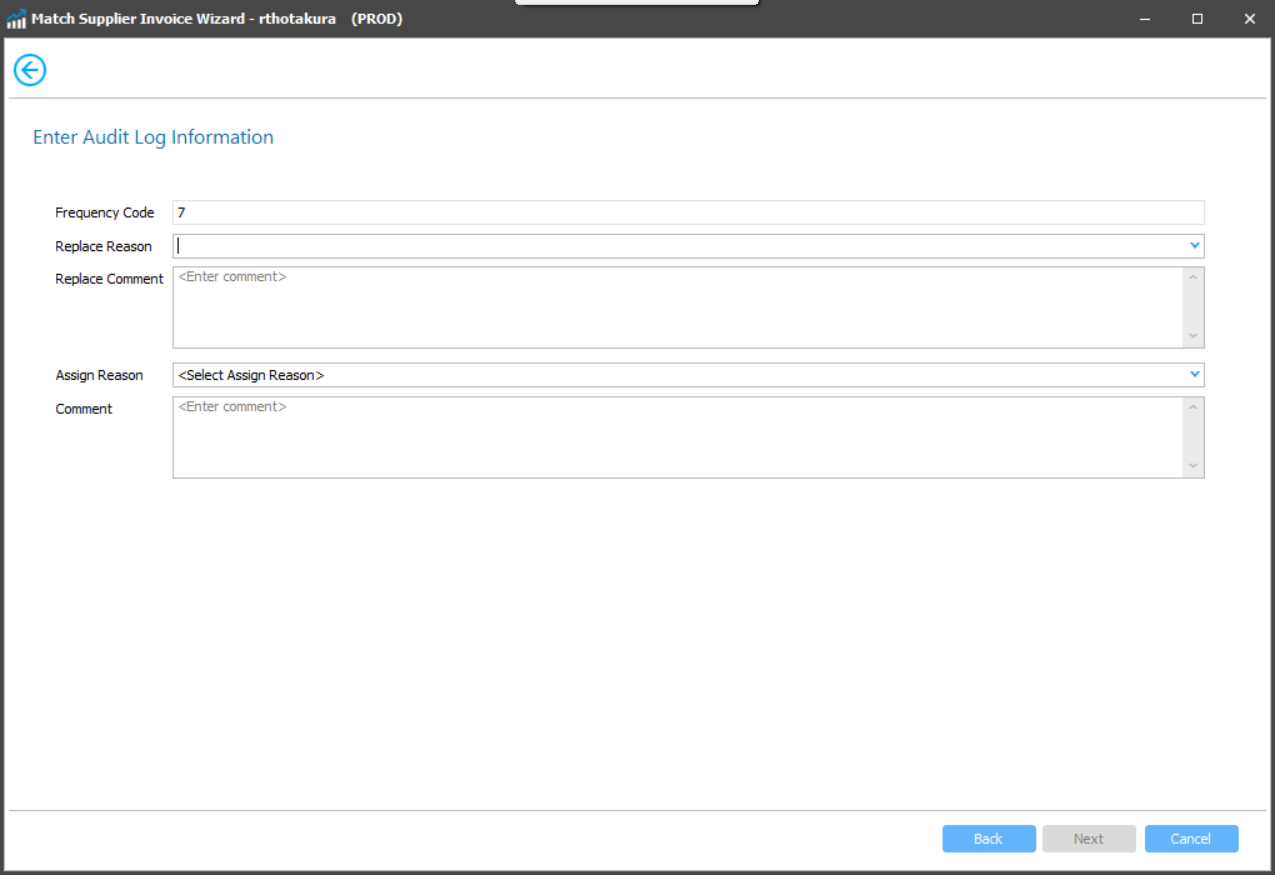 Match Supplier Invoice Wizard - rthotakura (PROD)
Enter Audit Log Information
Frequency Code 7
Replace Reason
Replace Comment <Enter comment>
Assign Reason <Select Assign Reason>
Comment <Enter comment>
Back Next Cancel